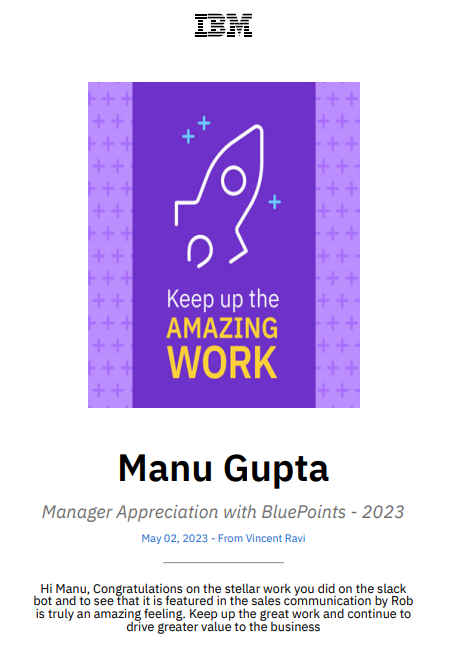 IBM
Keep up the
AMAZING
WORK
Manu Gupta
Manager Appreciation with BluePoints - 2023
May 02, 2023 - From Vincent Ravi
Hi Manu, Congratulations on the stellar work you did on the slack
bot and to see that it is featured in the sales communication by Rob
is truly an amazing feeling. Keep up the great work and continue to
drive greater value to the business